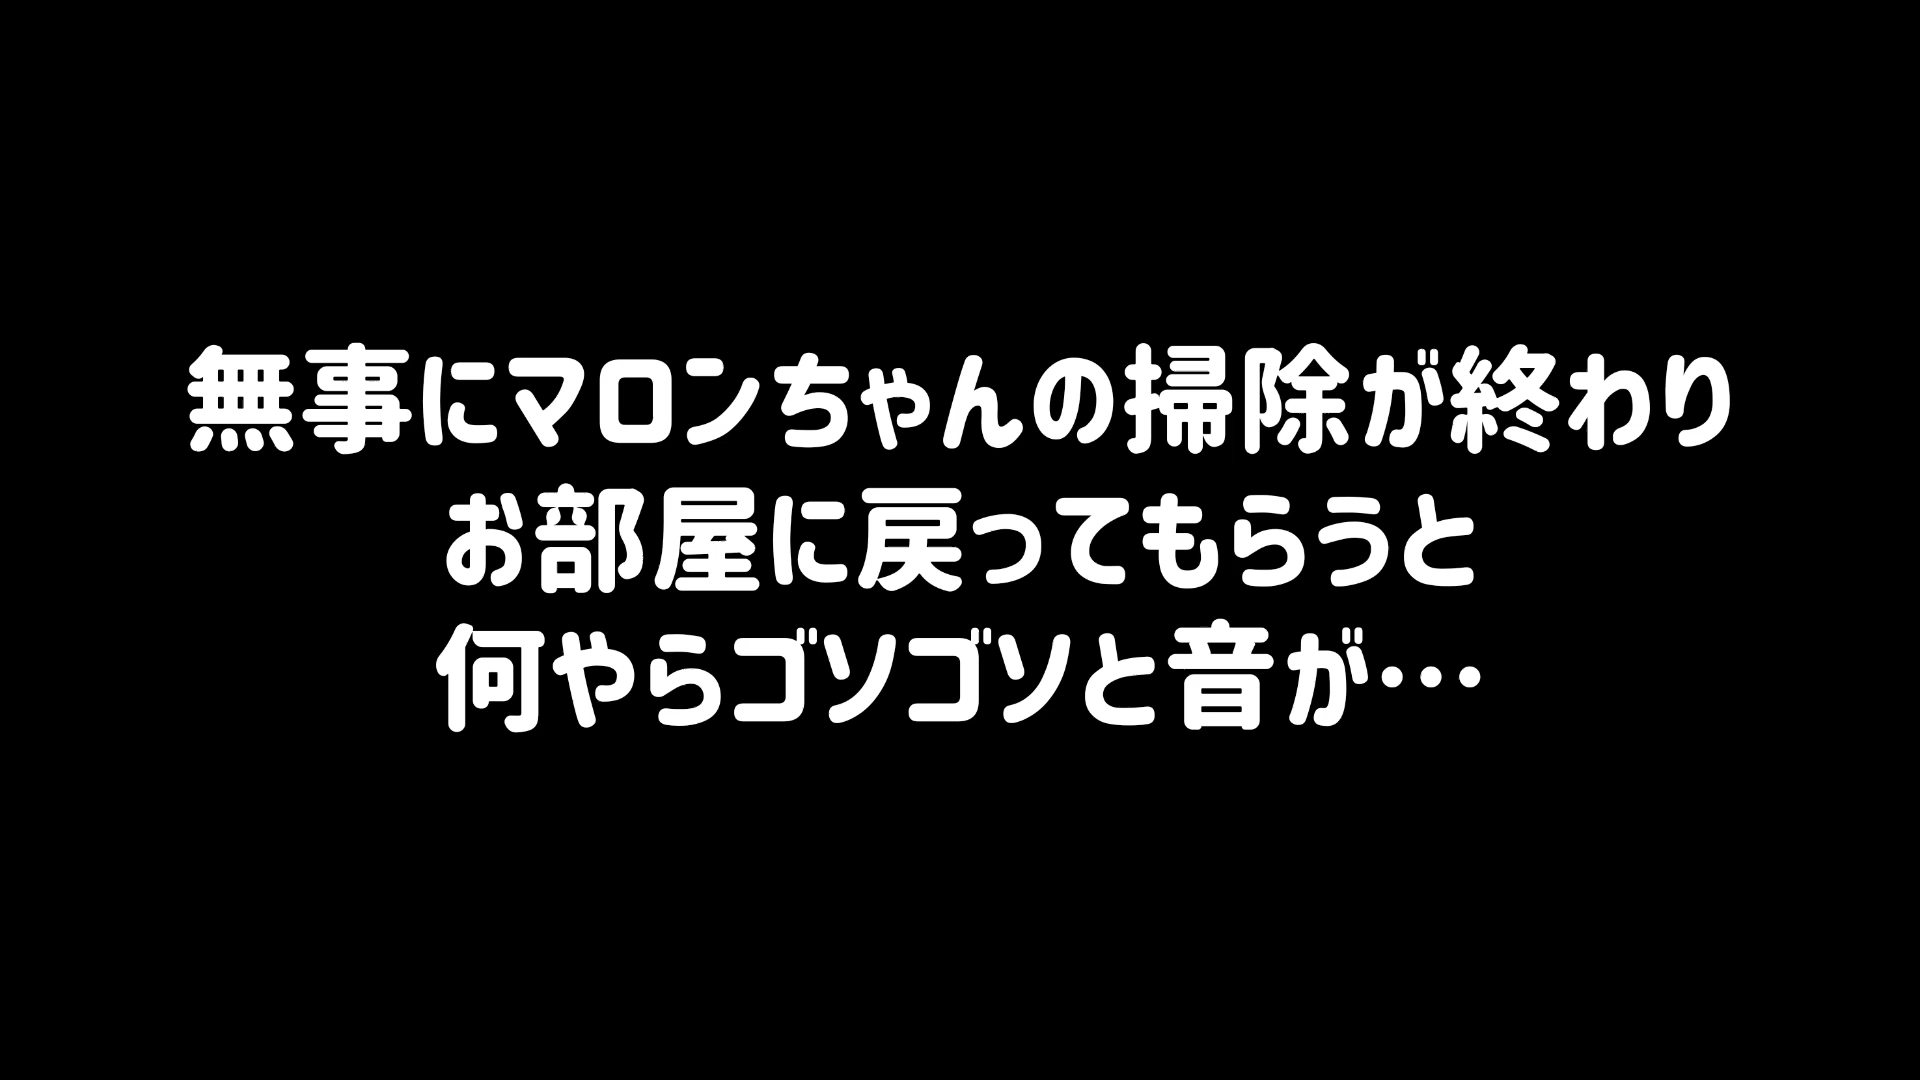 無事にマロンちゃんの掃除が終わり
お部屋に戻ってもらうと
何やらゴソゴソと音が…